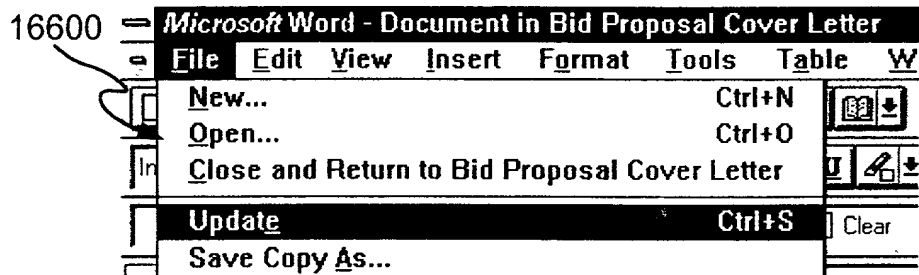 16600
Microsoft Word - Document in Bid Proposal Cover Letter
File Edit View Insert Format Tools Table W
New... Ctrl+N
Open... Ctrl+O
In Close and Return to Bid Proposal Cover Letter U
Update Ctrl+S Clear
Save Copy As...